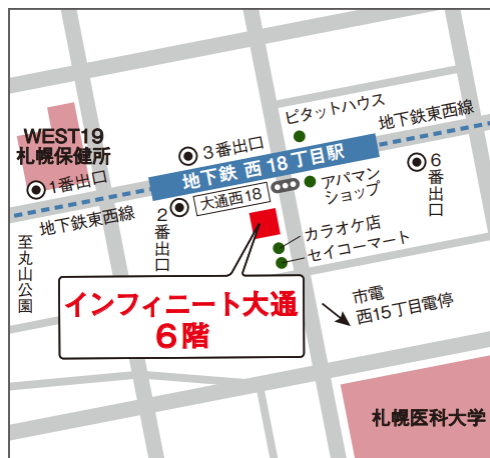 ピタットハウス
地下鉄東西線
WEST19
札幌保健所
3番出口
地下鉄 西18丁目駅
1番出口
大通西18
アパマン
ショップ
6番出口
地下鉄東西線
2番出口
カラオケ店
セイコーマート
至丸山公園
インフィニート大通
6階
市電
西15丁目電停
札幌医科大学